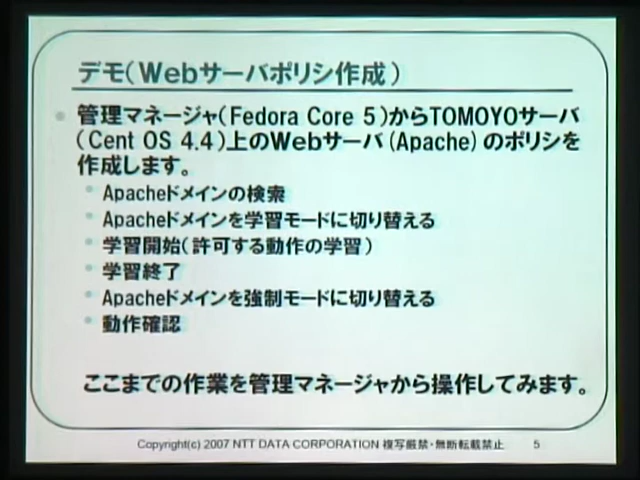 デモ(Webサーバポリシ作成)
管理マネージャ(Fedora Core 5)からTOMOYOサーバ
(Cent OS 4.4)上のWebサーバ(Apache)のポリシを
作成します。
Apacheドメインの検索
Apacheドメインを学習モードに切り替える
学習開始(許可する動作の学習)
学習終了
Apacheドメインを強制モードに切り替える
動作確認
ここまでの作業を管理マネージャから操作してみます。
Copyright(c) 2007 NTT DATA CORPORATION 複写厳禁・無断転載禁止 5